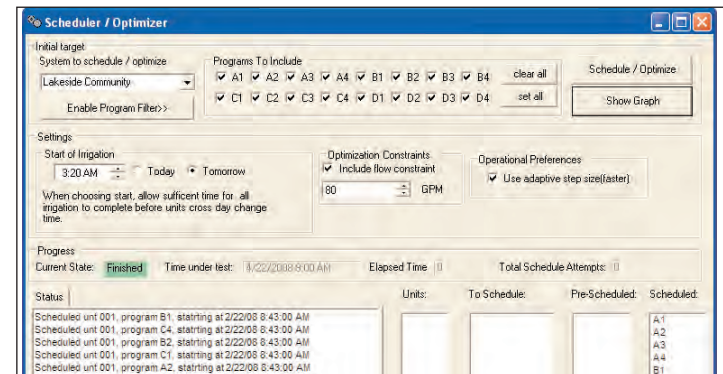 Scheduler / Optimizer
Initial target
System to schedule / optimize
Lakeside Community
Enable Program Filter>>
Programs To Include
A1 A2 A3 A4 B1 B2 B3 B4
C1 C2 C3 C4 D1 D2 D3 D4
clear all
set all
Schedule / Optimize
Show Graph
Settings
Start of Irrigation
3:20 AM Today Tomorrow
When choosing start, allow sufficent time for all
irrigation to complete before units cross day change
time.
Optimization Constraints
Include flow constraint
80 GPM
Operational Preferences
Use adaptive step size(faster)
Progress
Current State: Finished Time under test: 4/22/2008 8:00 AM Elapsed Time 0 Total Schedule Attempts: 0
Status Units: To Schedule: Pre-Scheduled: Scheduled:
Scheduled unt 001, program B1, statrting at 2/22/08 8:43:00 AM
Scheduled unt 001, program C4, statrting at 2/22/08 8:43:00 AM
Scheduled unt 001, program B2, statrting at 2/22/08 8:43:00 AM
Scheduled unt 001, program C1, statrting at 2/22/08 8:43:00 AM
Scheduled unt 001, program A2, statrting at 2/22/08 8:43:00 AM
A1
A2
A3
A4
B1